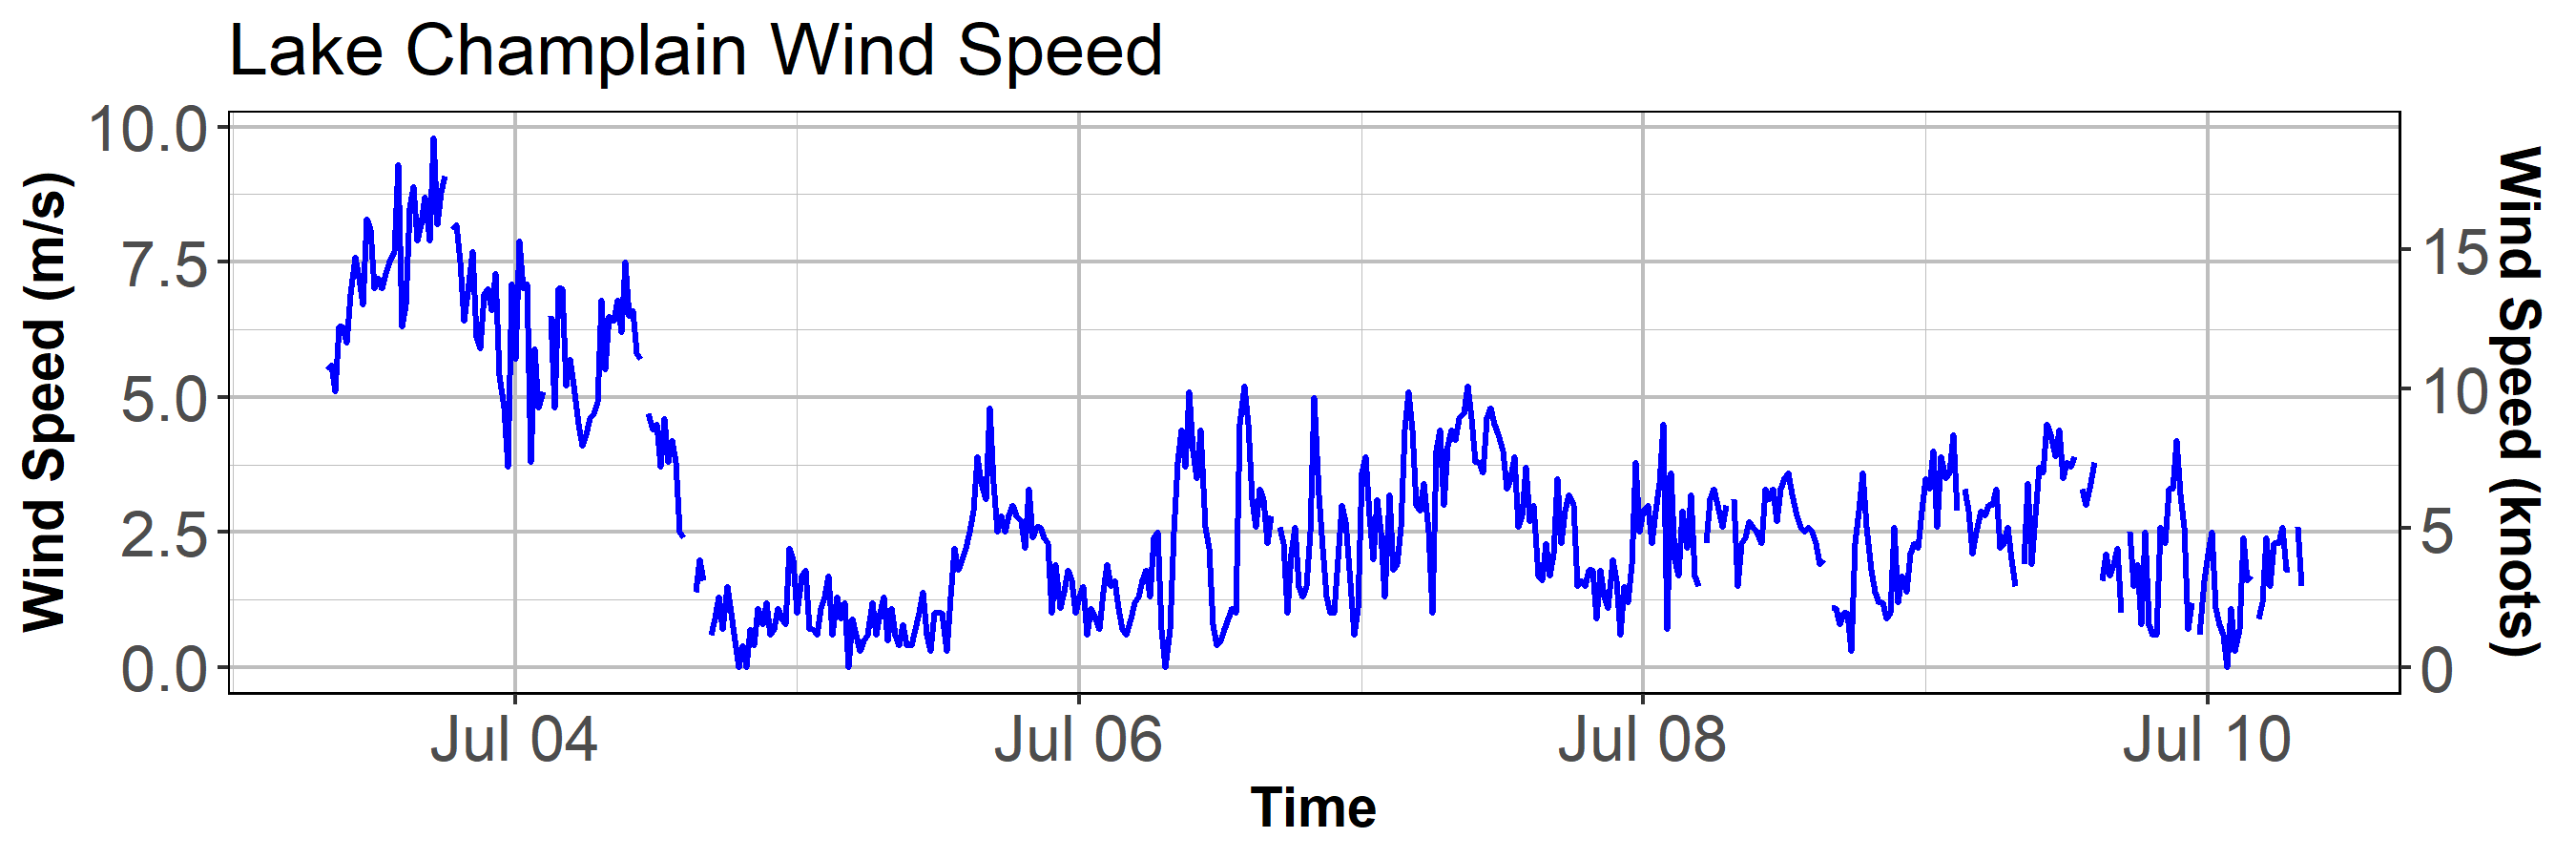 Lake Champlain Wind Speed
Wind Speed (m/s)
10.0
7.5
5.0
2.5
0.0
Wind Speed (knots)
15
10
5
0
Jul 04
Jul 06
Jul 08
Jul 10
Time